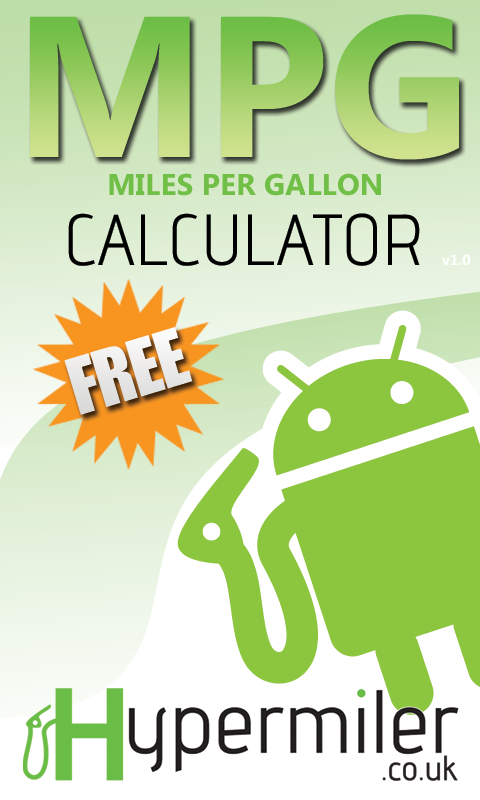 MPG
MILES PER GALLON
CALCULATOR
v1.0
FREE
Hypermiler
.co.uk